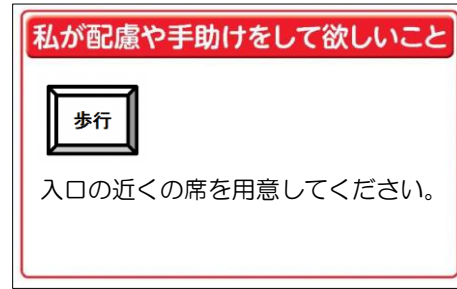 私が配慮や手助けをして欲しいこと
歩行
入口の近くの席を用意してください。